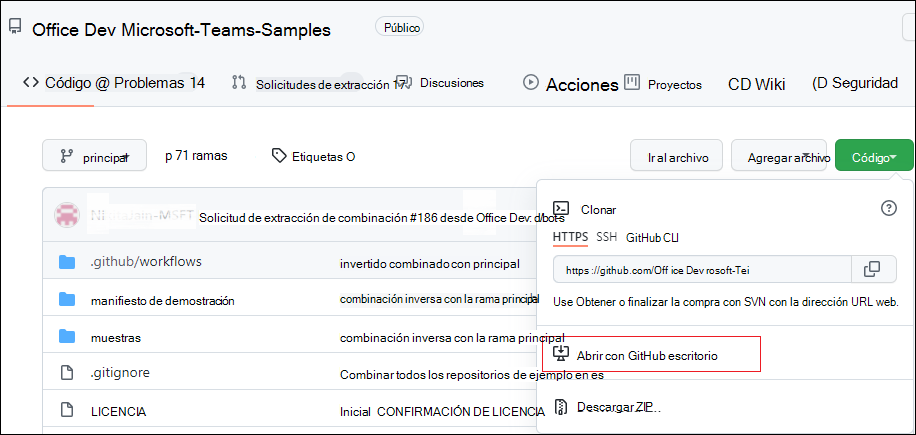 Office Dev Microsoft-Teams-Samples Público
Código @ Problemas 14 Solicitudes de extracción 17 Discusiones Acciones Proyectos CD Wiki (D Seguridad
principal p 71 ramas Etiquetas O Ir al archivo Agregar archivo Código
Solicitud de extracción de combinación #186 desde Office Dev: d/bot-s
.github/workflows invertido combinado con principal
manifiesto de demostración combinación inversa con la rama principal
muestras combinación inversa con la rama principal
.gitignore Combinar todos los repositorios de ejemplo en es
LICENCIA Inicial CONFIRMACIÓN DE LICENCIA
Clonar
HTTPS SSH GitHub CLI
https://github.com/Off ice Dev rosoft-Tei
Use Obtener o finalizar la compra con SVN con la dirección URL web.
Abrir con GitHub escritorio
Descargar ZIP...